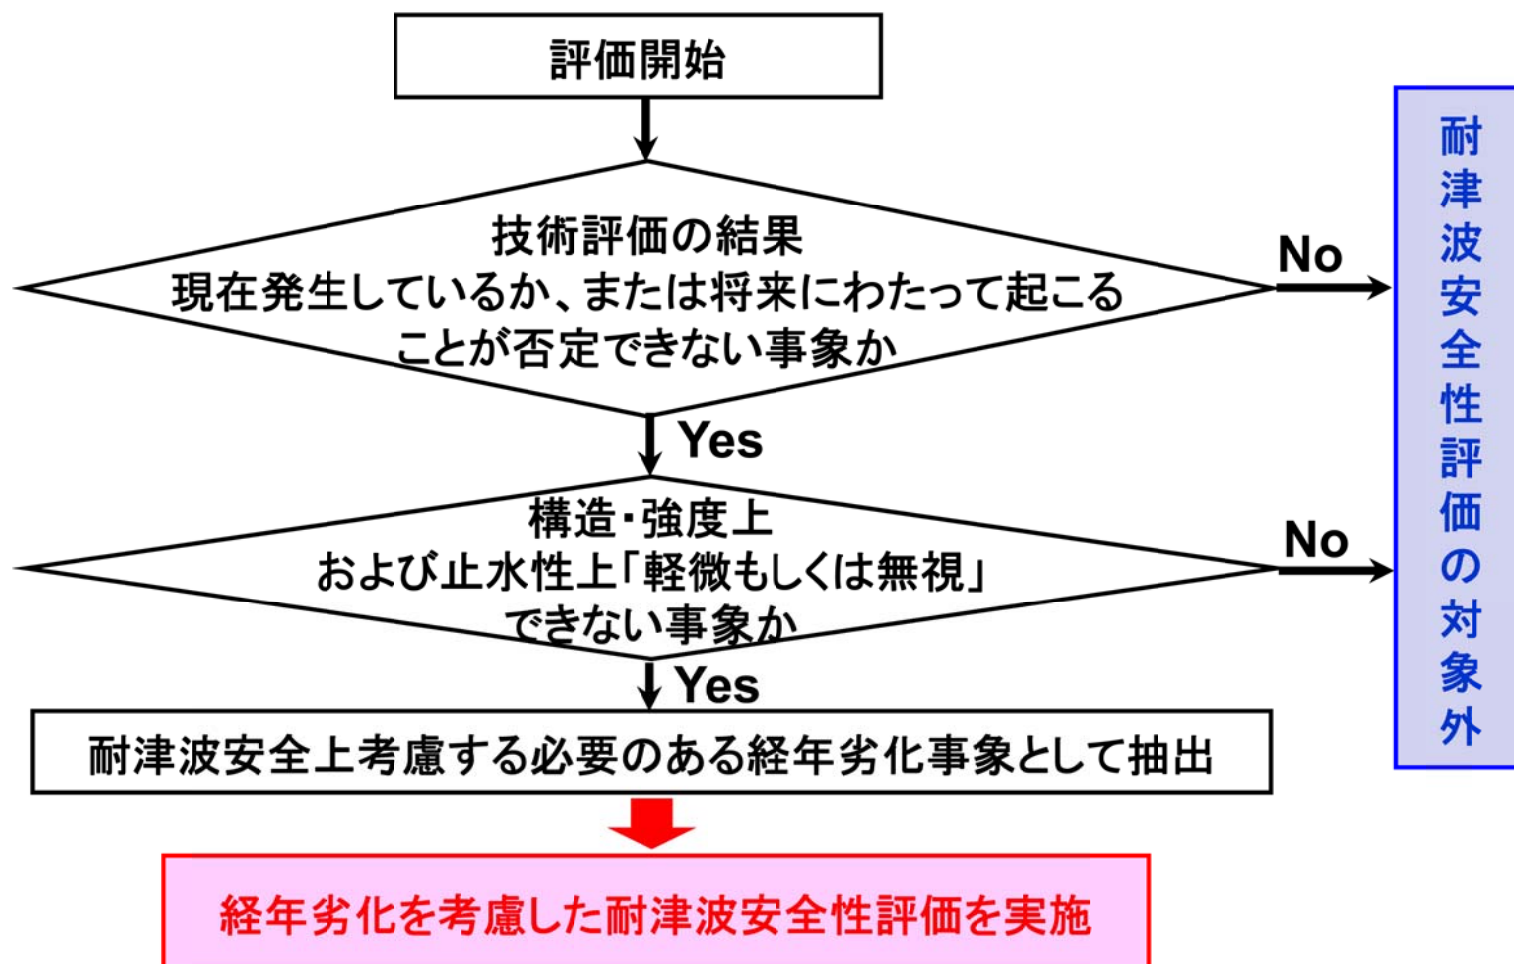 評価開始
技術評価の結果
現在発生しているか、または将来にわたって起こる
ことが否定できない事象か
No
Yes
構造・強度上
および止水性上「軽微もしくは無視」
できない事象か
No
Yes
耐津波安全上考慮する必要のある経年劣化事象として抽出
経年劣化を考慮した耐津波安全性評価を実施
耐津波安全性評価の対象外